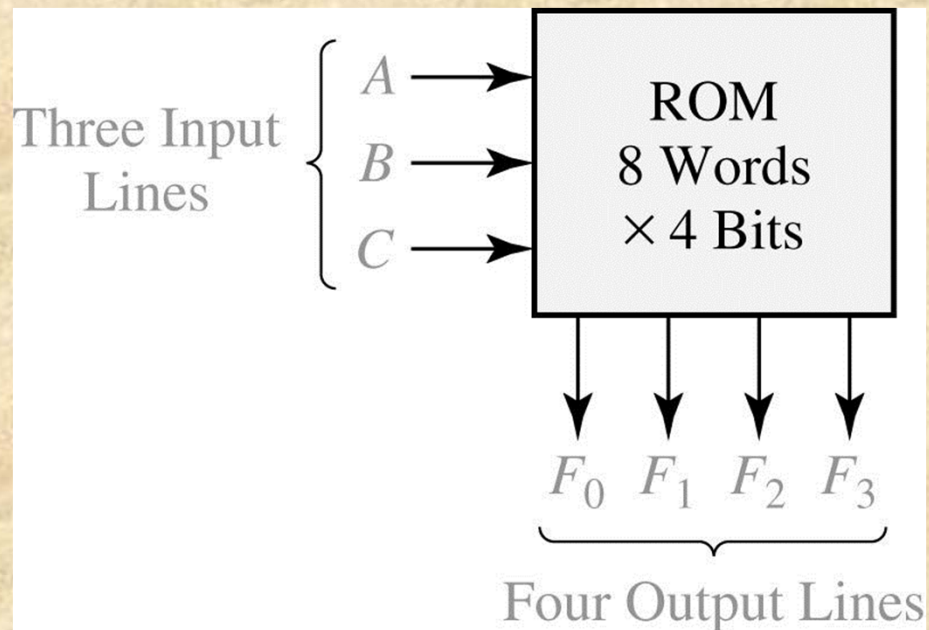 Three Input
Lines
A
B
C
ROM
8 Words
× 4 Bits
F₀ F₁ F₂ F₃
Four Output Lines